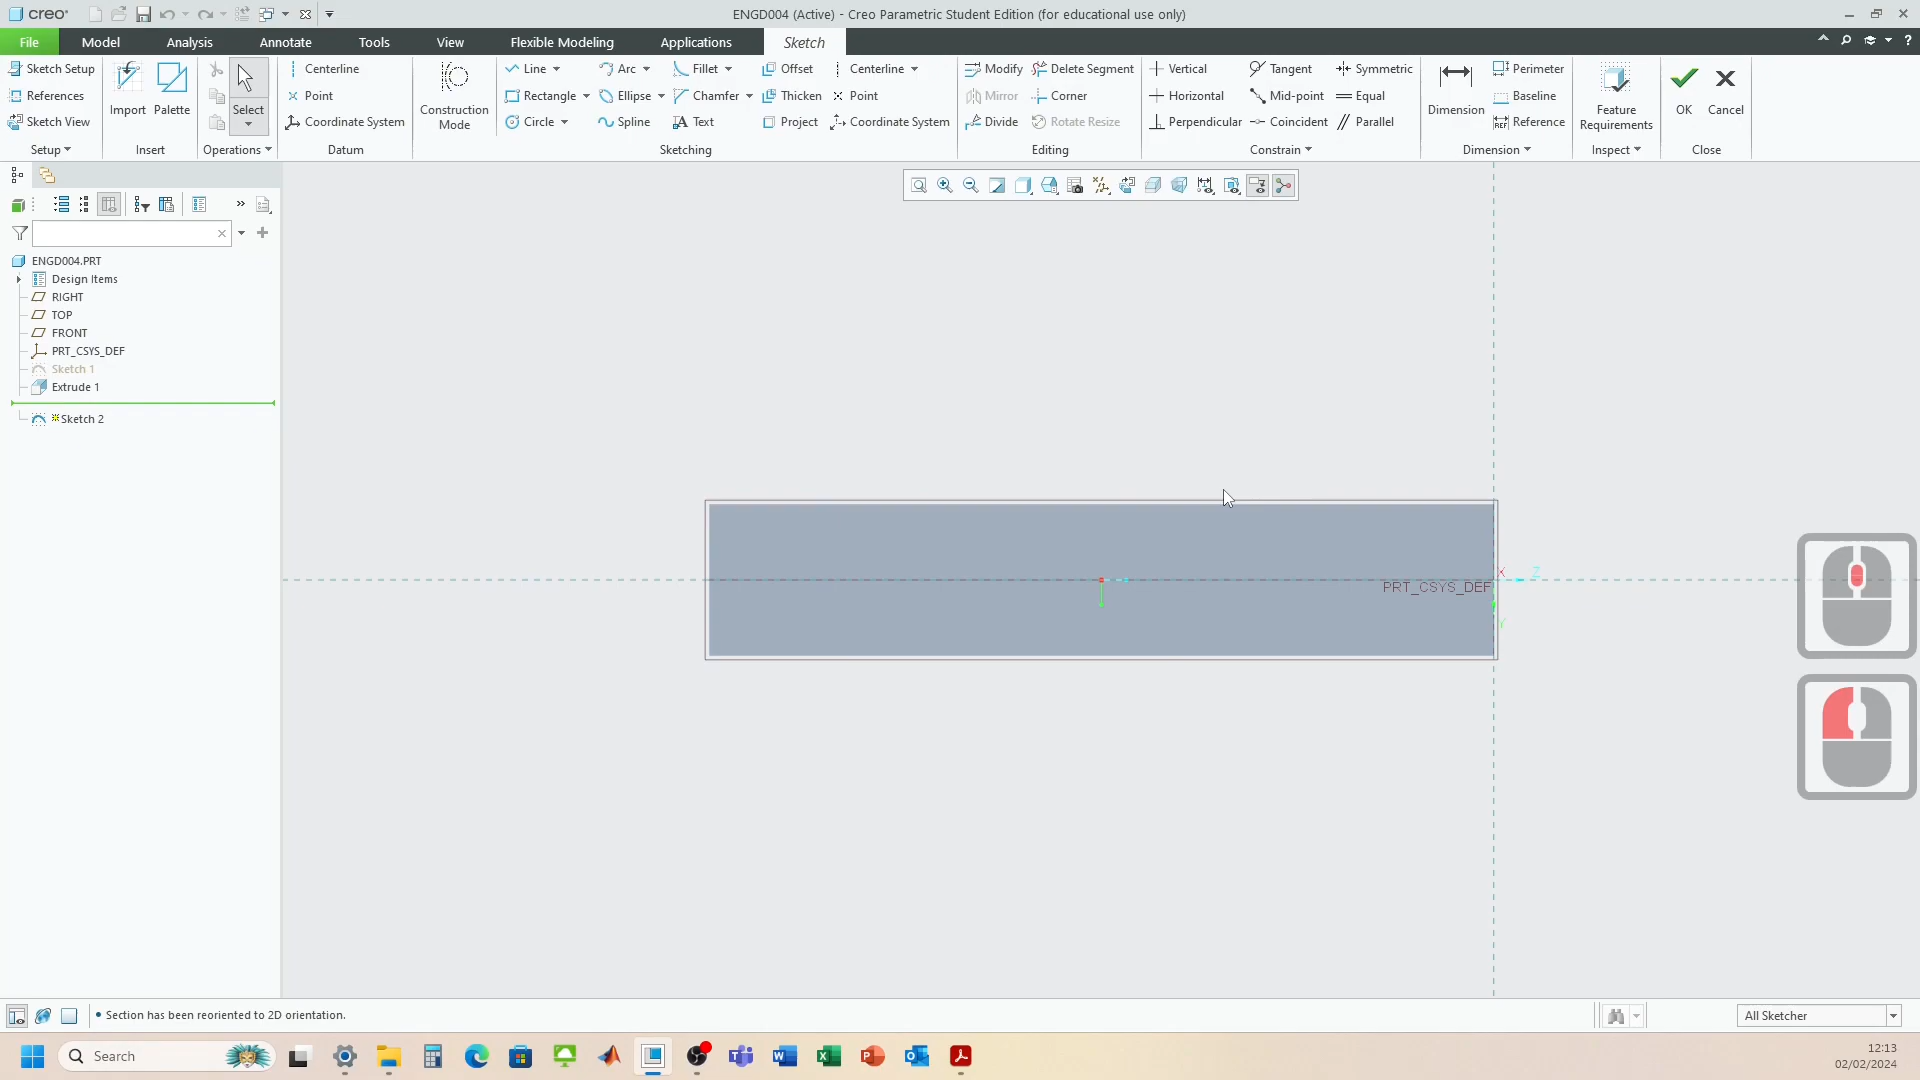 creo
ENGD004 (Active) - Creo Parametric Student Edition (for educational use only)
File
Model
Analysis
Annotate
Tools
View
Flexible Modeling
Applications
Sketch
Sketch Setup
References
Sketch View
Setup
Import
Palette
Insert
Select
Operations
Centerline
Point
Coordinate System
Datum
Construction
Mode
Line
Rectangle
Circle
Arc
Ellipse
Spline
Fillet
Chamfer
Text
Offset
Thicken
Project
Centerline
Point
Coordinate System
Sketching
Modify
Mirror
Divide
Delete Segment
Corner
Rotate Resize
Editing
Vertical
Horizontal
Perpendicular
Tangent
Mid-point
Coincident
Symmetric
Equal
Parallel
Constrain
Dimension
Perimeter
Baseline
Reference
Dimension
Feature
Requirements
Inspect
OK
Cancel
Close
ENGD004.PRT
Design Items
RIGHT
TOP
FRONT
PRT_CSYS_DEF
Sketch 1
Extrude 1
Sketch 2
X
Z
PRT_CSYS_DEF
Y
• Section has been reoriented to 2D orientation.
All Sketcher
Search
12:13
02/02/2024